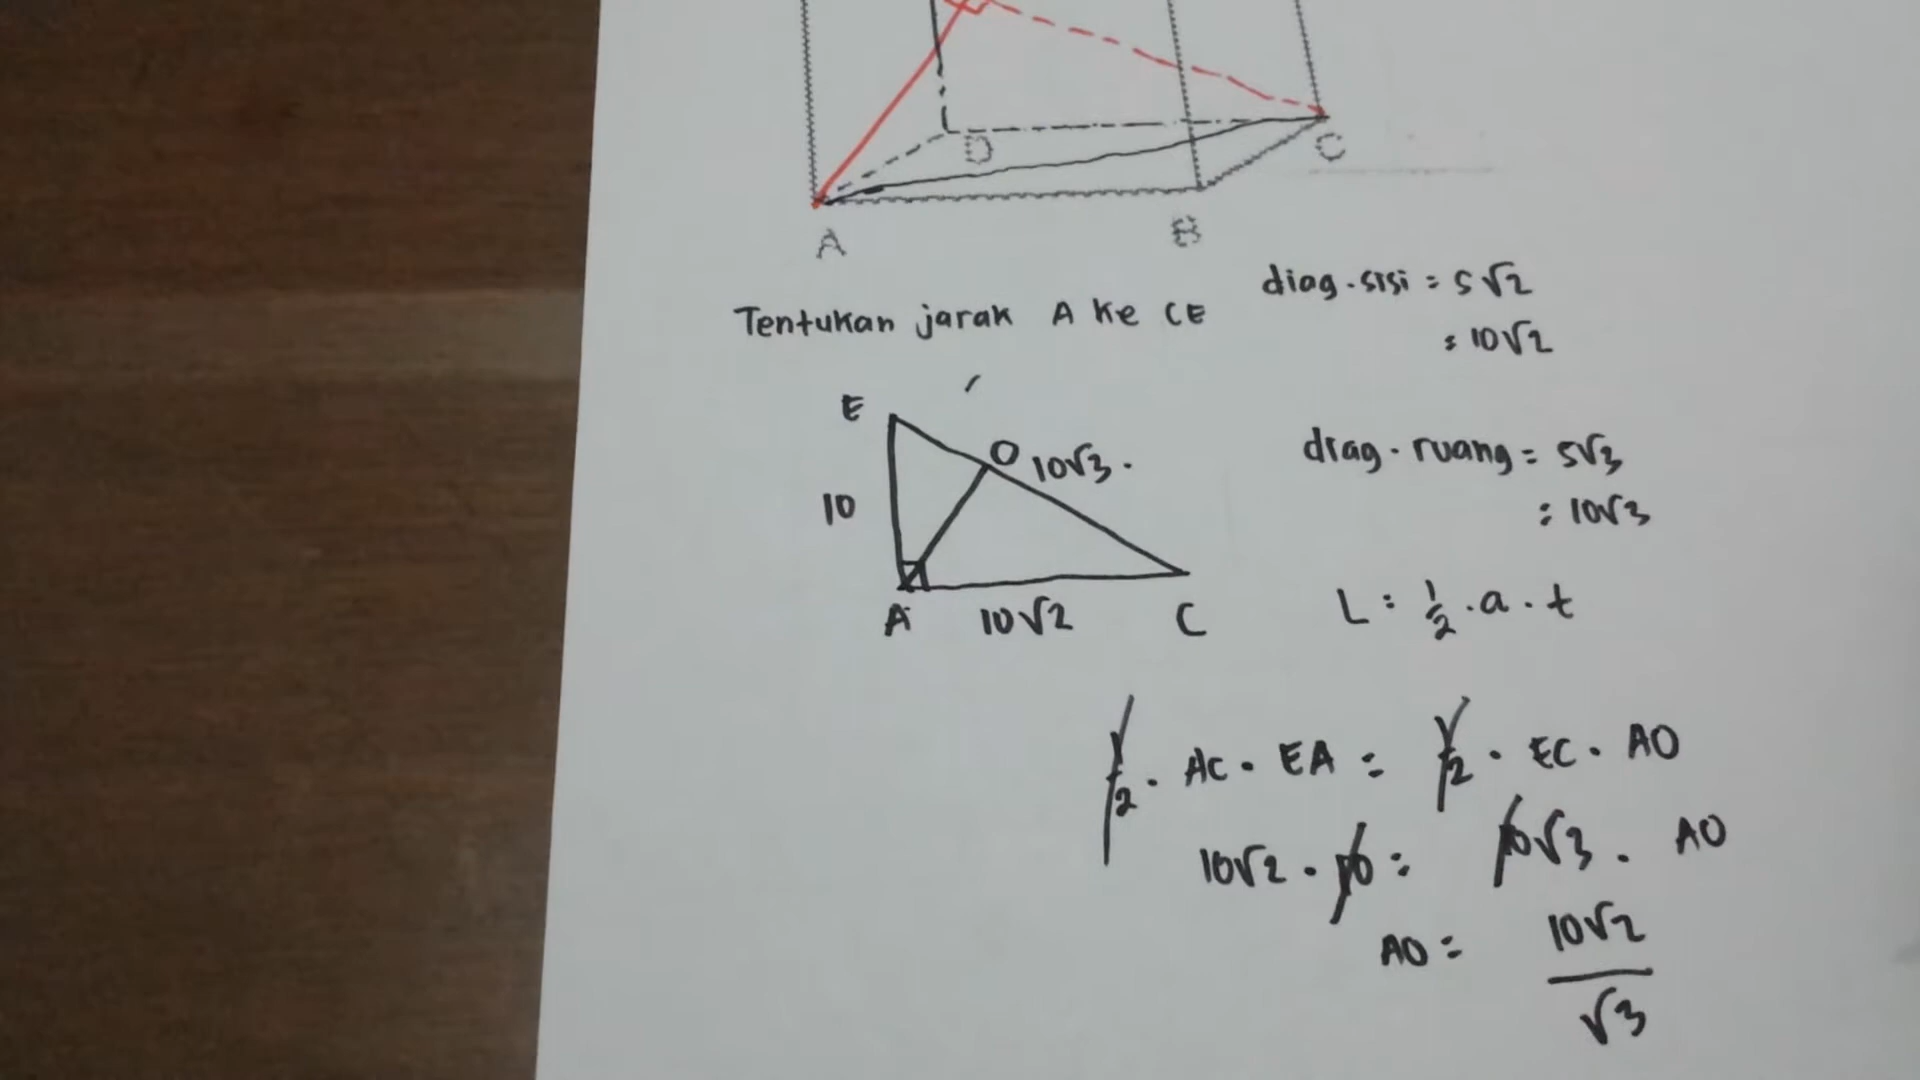 D
C
A
B
Tentukan jarak A ke CE
diag. sisi = s√2
= 10√2
E
O
10√3.
10
A
10√2
C
diag. ruang = s√3
= 10√3
L = 1/2 . a . t
1/2 . AC . EA = 1/2 . EC . AO
10√2 . 10 = 10√3 . AO
AO = 10√2/√3